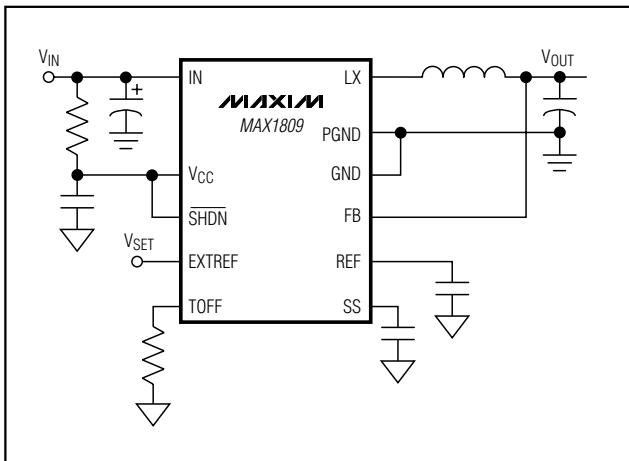 VIN
VOUT
IN
LX
MAXIM
MAX1809
PGND
VCC
GND
SHDN
FB
VSET
EXTREF
REF
TOFF
SS
+